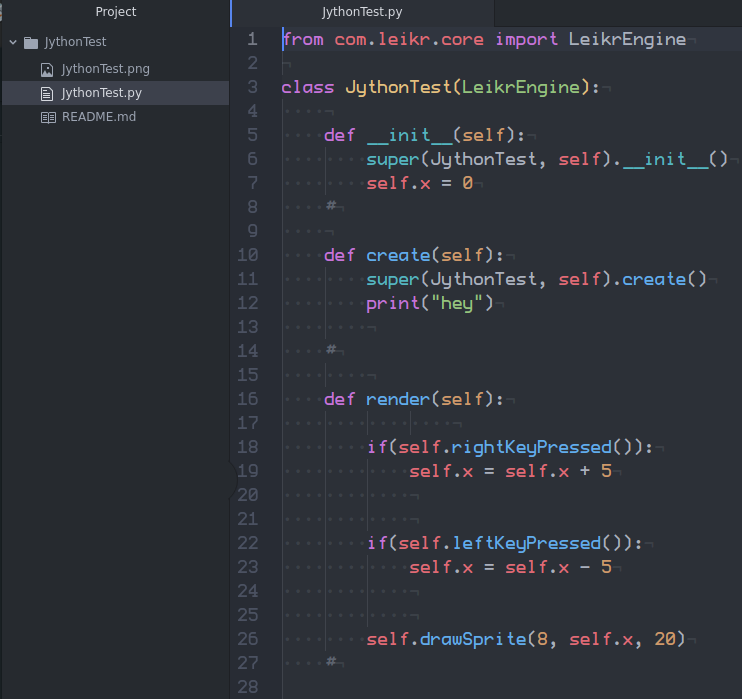 Project
JythonTest
JythonTest.png
JythonTest.py
README.md
JythonTest.py
1 from com.leikr.core import LeikrEngine
2
3 class JythonTest(LeikrEngine):
4
5     def __init__(self):
6         super(JythonTest, self).__init__()
7         self.x = 0
8     #
9
10     def create(self):
11         super(JythonTest, self).create()
12         print("hey")
13
14     #
15
16     def render(self):
17
18         if(self.rightKeyPressed()):
19             self.x = self.x + 5
20
21
22         if(self.leftKeyPressed()):
23             self.x = self.x - 5
24
25
26         self.drawSprite(8, self.x, 20)
27     #
28